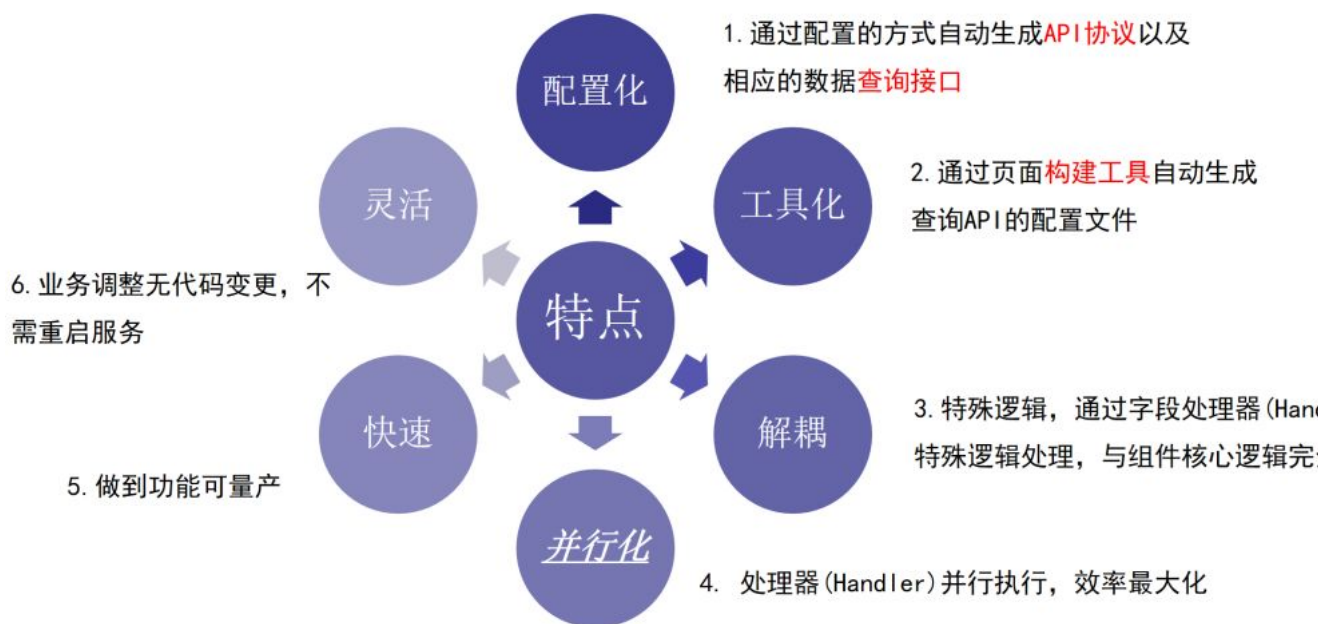 配置化
1.通过配置的方式自动生成API协议以及
相应的数据查询接口
灵活
工具化
2.通过页面构建工具自动生成
查询API的配置文件
6.业务调整无代码变更，不
需重启服务
特点
快速
解耦
3.特殊逻辑，通过字段处理器(Hand
特殊逻辑处理，与组件核心逻辑完
5.做到功能可量产
并行化
4. 处理器(Handler)并行执行，效率最大化